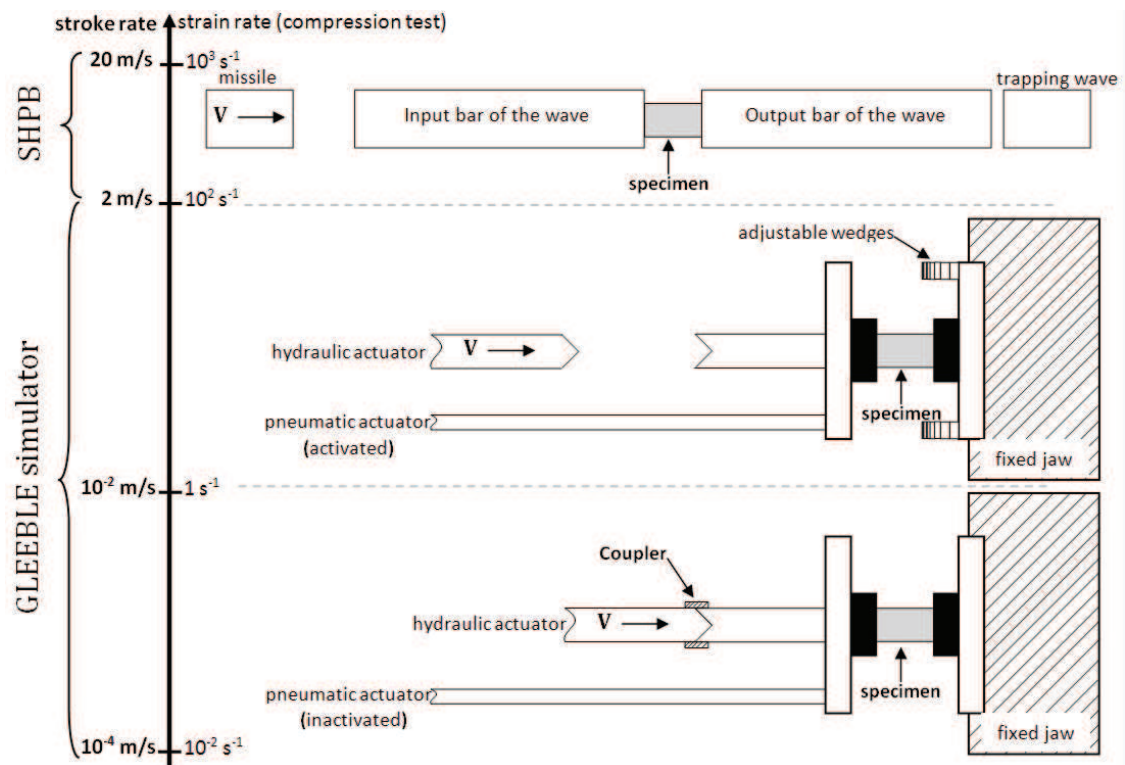 stroke rate
strain rate (compression test)
20 m/s
10³ s⁻¹
SHPB
missile
V
Input bar of the wave
Output bar of the wave
trapping wave
specimen
2 m/s
10² s⁻¹
GLEEBLE simulator
adjustable wedges
hydraulic actuator
V
specimen
pneumatic actuator
(activated)
fixed jaw
10⁻² m/s
1 s⁻¹
Coupler
hydraulic actuator
V
specimen
pneumatic actuator
(inactivated)
fixed jaw
10⁻⁴ m/s
10⁻² s⁻¹